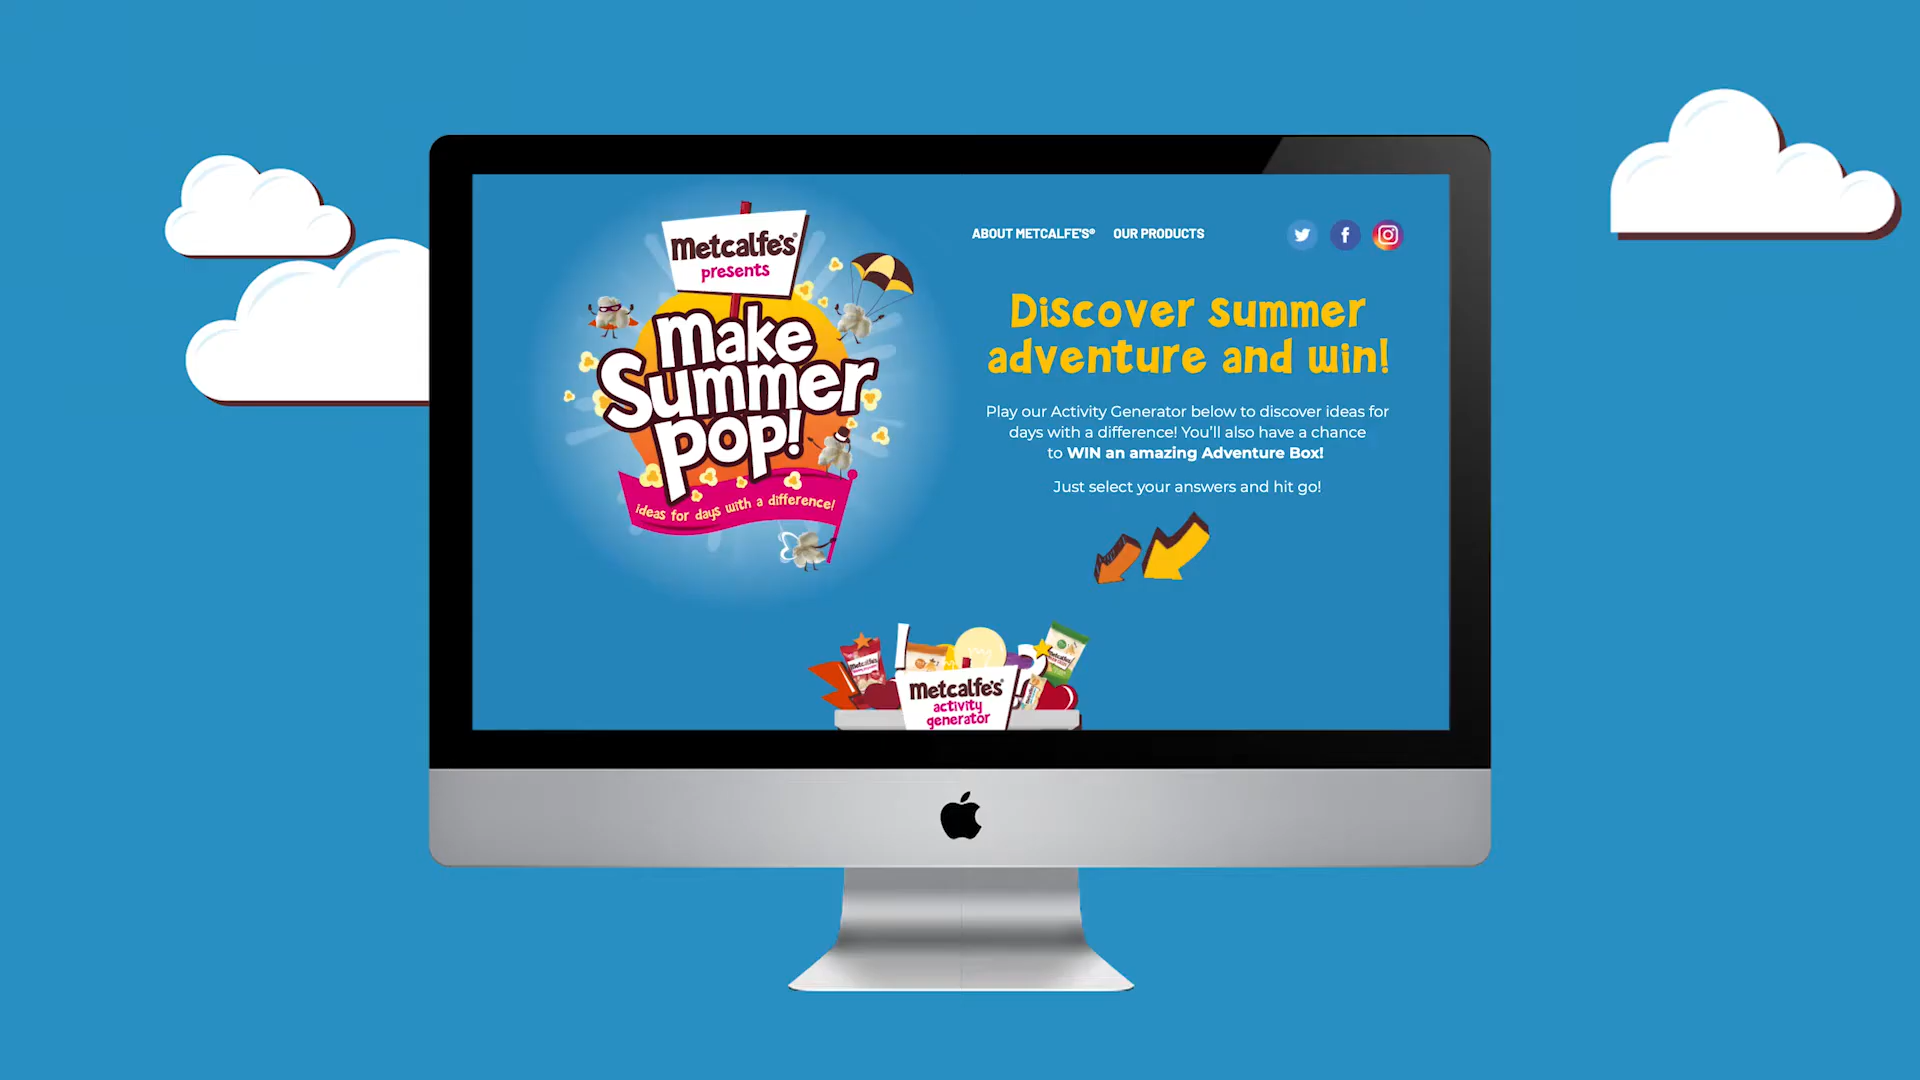 metcalfe's®
presents
make
Summer
pop!
ideas for days with a difference!
ABOUT METCALFE'S® OUR PRODUCTS
Discover summer
adventure and win!
Play our Activity Generator below to discover ideas for
days with a difference! You'll also have a chance
to WIN an amazing Adventure Box!
Just select your answers and hit go!
metcalfe's
activity
generator